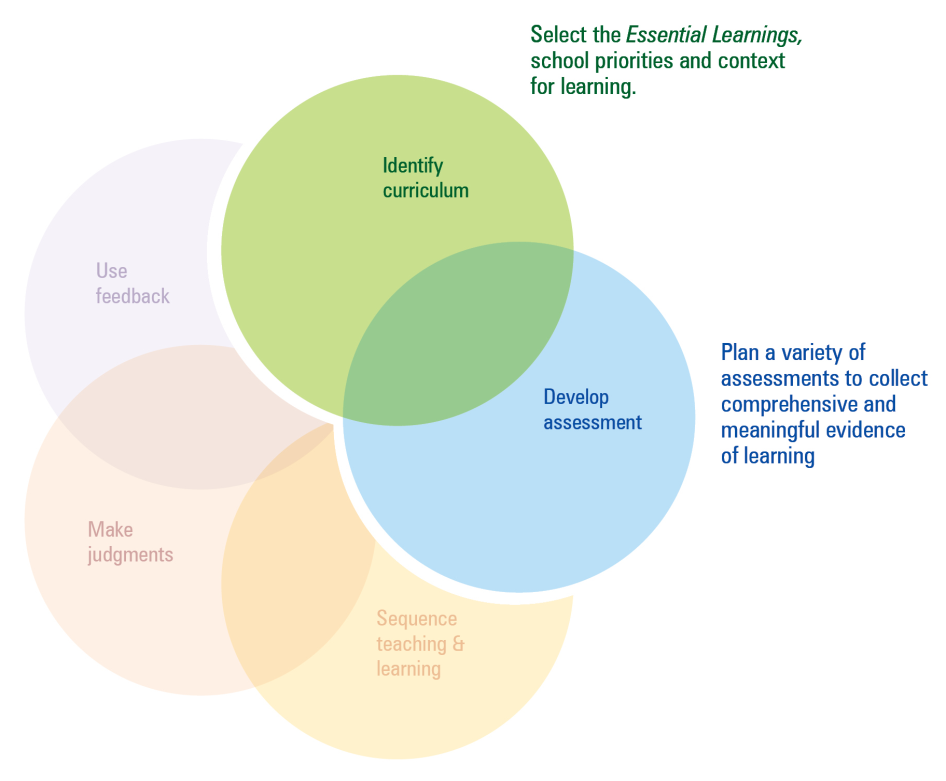 Select the Essential Learnings,
school priorities and context
for learning.
Identify
curriculum
Use
feedback
Develop
assessment
Plan a variety of
assessments to collect
comprehensive and
meaningful evidence
of learning
Make
judgments
Sequence
teaching &
learning